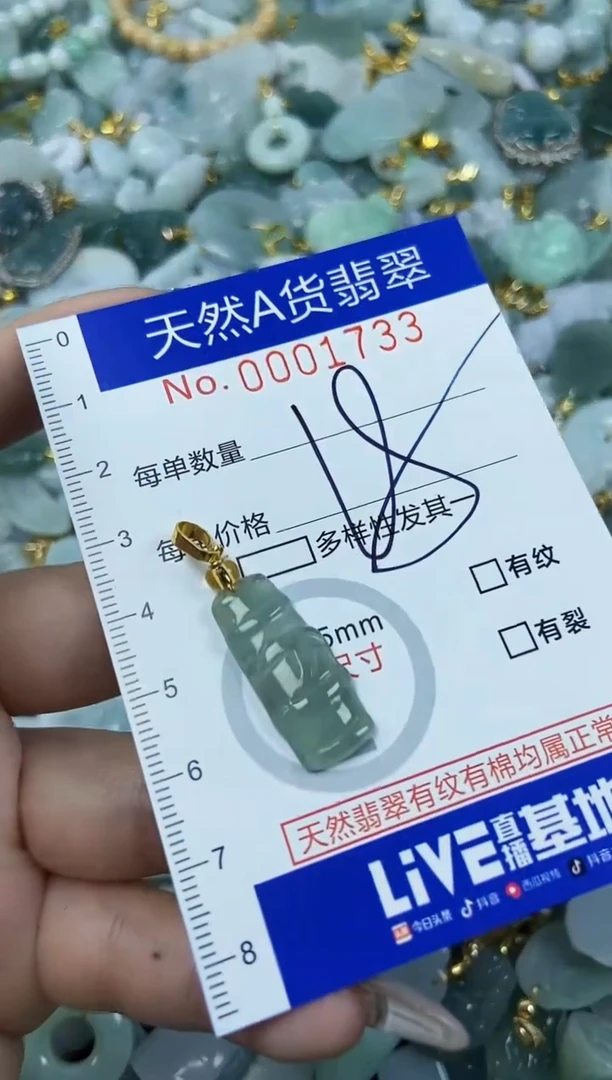 天然A货翡翠
No. 0001733
0
1
2
3
4
5
6
7
8
每单数量
18
每 价格
多样性发其一
有纹
5mm
有裂
尺寸
天然翡翠有纹有棉均属正常
LiVE直播基地
今日头条 抖音 西瓜视频 抖音